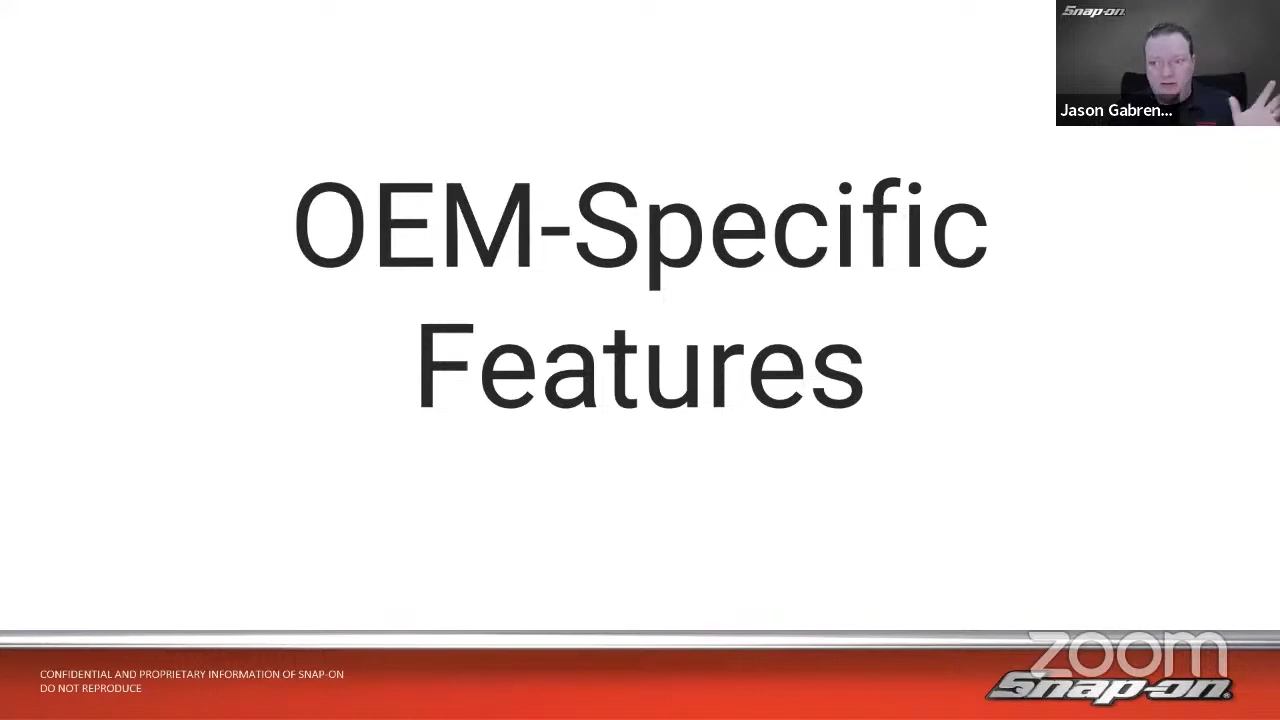 Snap-on
Jason Gabren...
OEM-Specific
Features
CONFIDENTIAL AND PROPRIETARY INFORMATION OF SNAP-ON
DO NOT REPRODUCE
zoom
Snap-on®